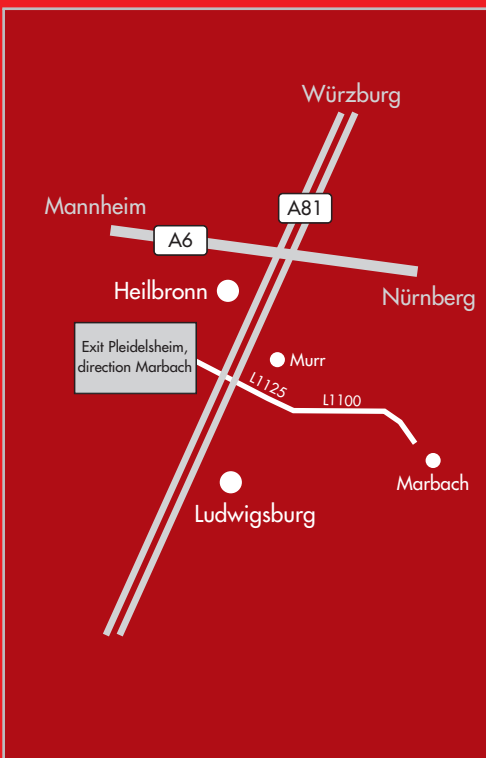 Würzburg
Mannheim
A81
A6
Heilbronn
Nürnberg
Exit Pleidelsheim,
direction Marbach
Murr
L1125
L1100
Marbach
Ludwigsburg